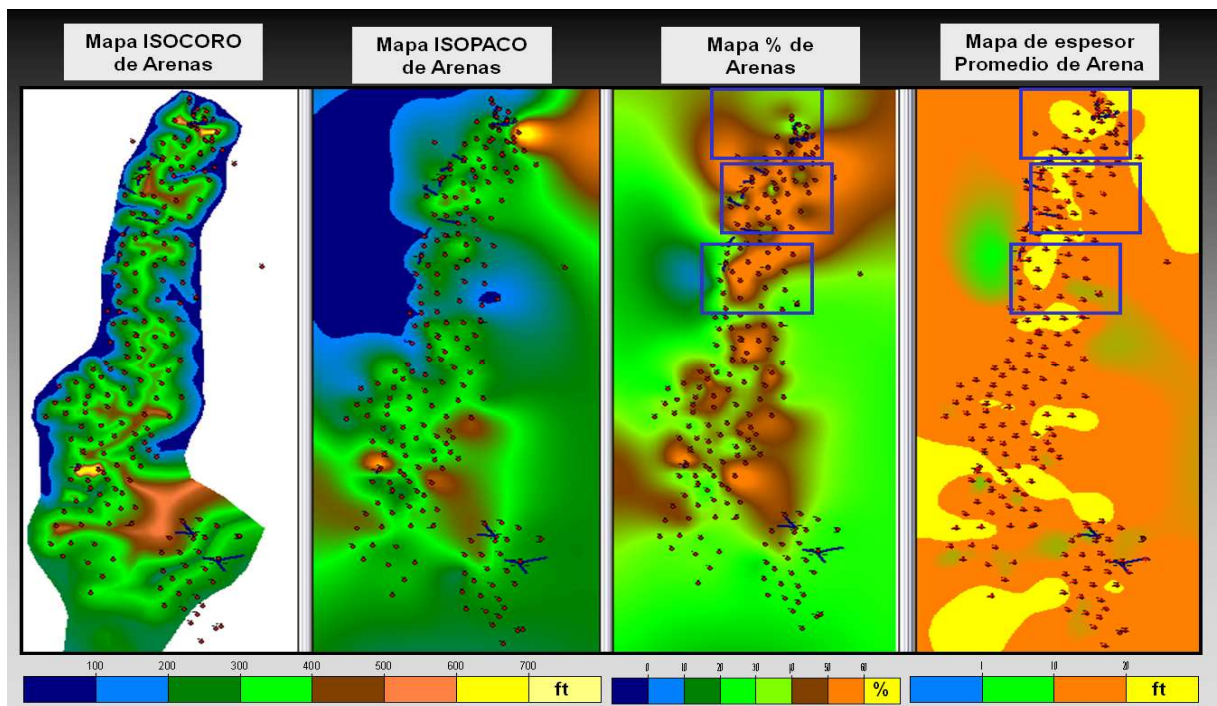 Mapa ISOCORO
de Arenas
Mapa ISOPACO
de Arenas
Mapa % de
Arenas
Mapa de espesor
Promedio de Arena
100 200 300 400 500 600 700
ft
0 10 20 30 40 50 60
%
10 20
ft